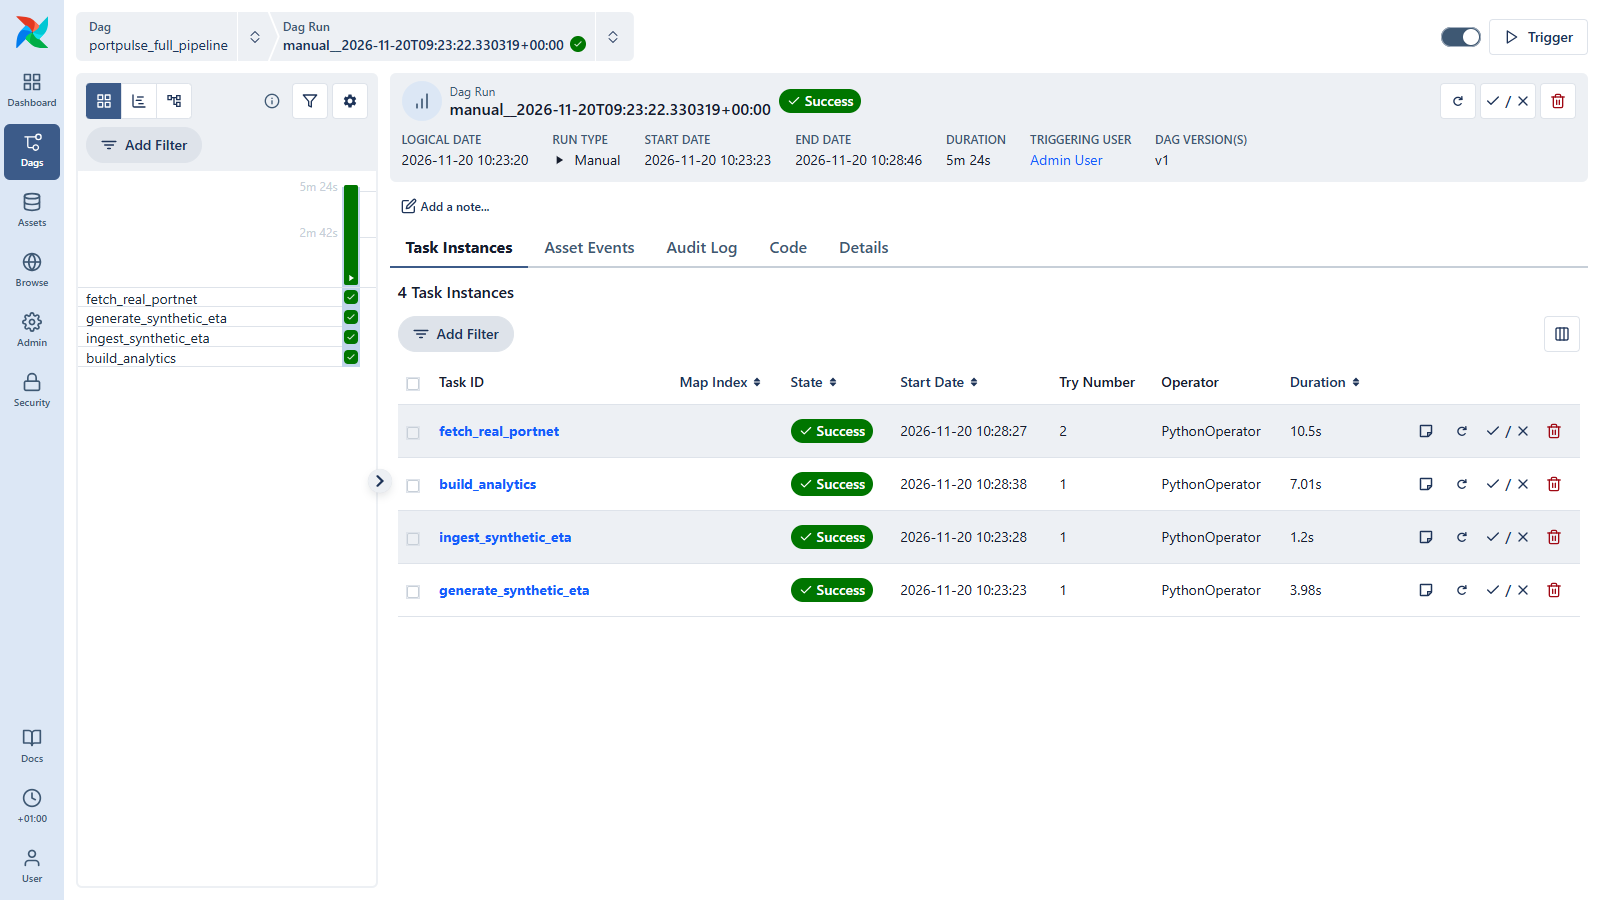 Dag
portpulse_full_pipeline
Dag Run
manual__2026-11-20T09:23:22.330319+00:00
Trigger
Dashboard
Dags
Assets
Browse
Admin
Security
Docs
+01:00
User
Add Filter
5m 24s
2m 42s
fetch_real_portnet
generate_synthetic_eta
ingest_synthetic_eta
build_analytics
Dag Run
manual__2026-11-20T09:23:22.330319+00:00 Success
LOGICAL DATE RUN TYPE START DATE END DATE DURATION TRIGGERING USER DAG VERSION(S)
2026-11-20 10:23:20 Manual 2026-11-20 10:23:23 2026-11-20 10:28:46 5m 24s Admin User v1
Add a note...
Task Instances Asset Events Audit Log Code Details
4 Task Instances
Add Filter
Task ID Map Index State Start Date Try Number Operator Duration
fetch_real_portnet Success 2026-11-20 10:28:27 2 PythonOperator 10.5s /
build_analytics Success 2026-11-20 10:28:38 1 PythonOperator 7.01s /
ingest_synthetic_eta Success 2026-11-20 10:23:28 1 PythonOperator 1.2s /
generate_synthetic_eta Success 2026-11-20 10:23:23 1 PythonOperator 3.98s /